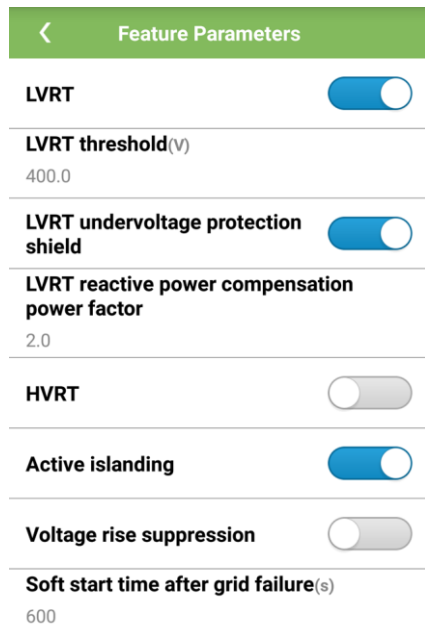 Feature Parameters
LVRT
LVRT threshold(V)
400.0
LVRT undervoltage protection
shield
LVRT reactive power compensation
power factor
2.0
HVRT
Active islanding
Voltage rise suppression
Soft start time after grid failure(s)
600